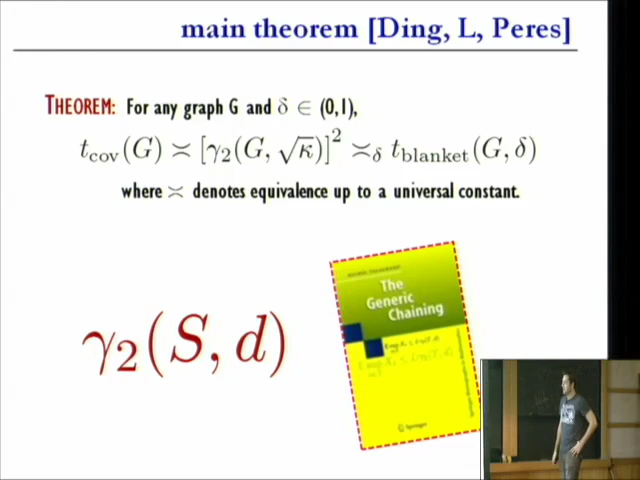 main theorem [Ding, L, Peres]
THEOREM: For any graph G and δ ∈ (0,1),
t_cov(G) ≍ [γ₂(G, √κ)]² ≍_δ t_blanket(G, δ)
where ≍ denotes equivalence up to a universal constant.
γ₂(S, d)
The
Generic
Chaining
Springer